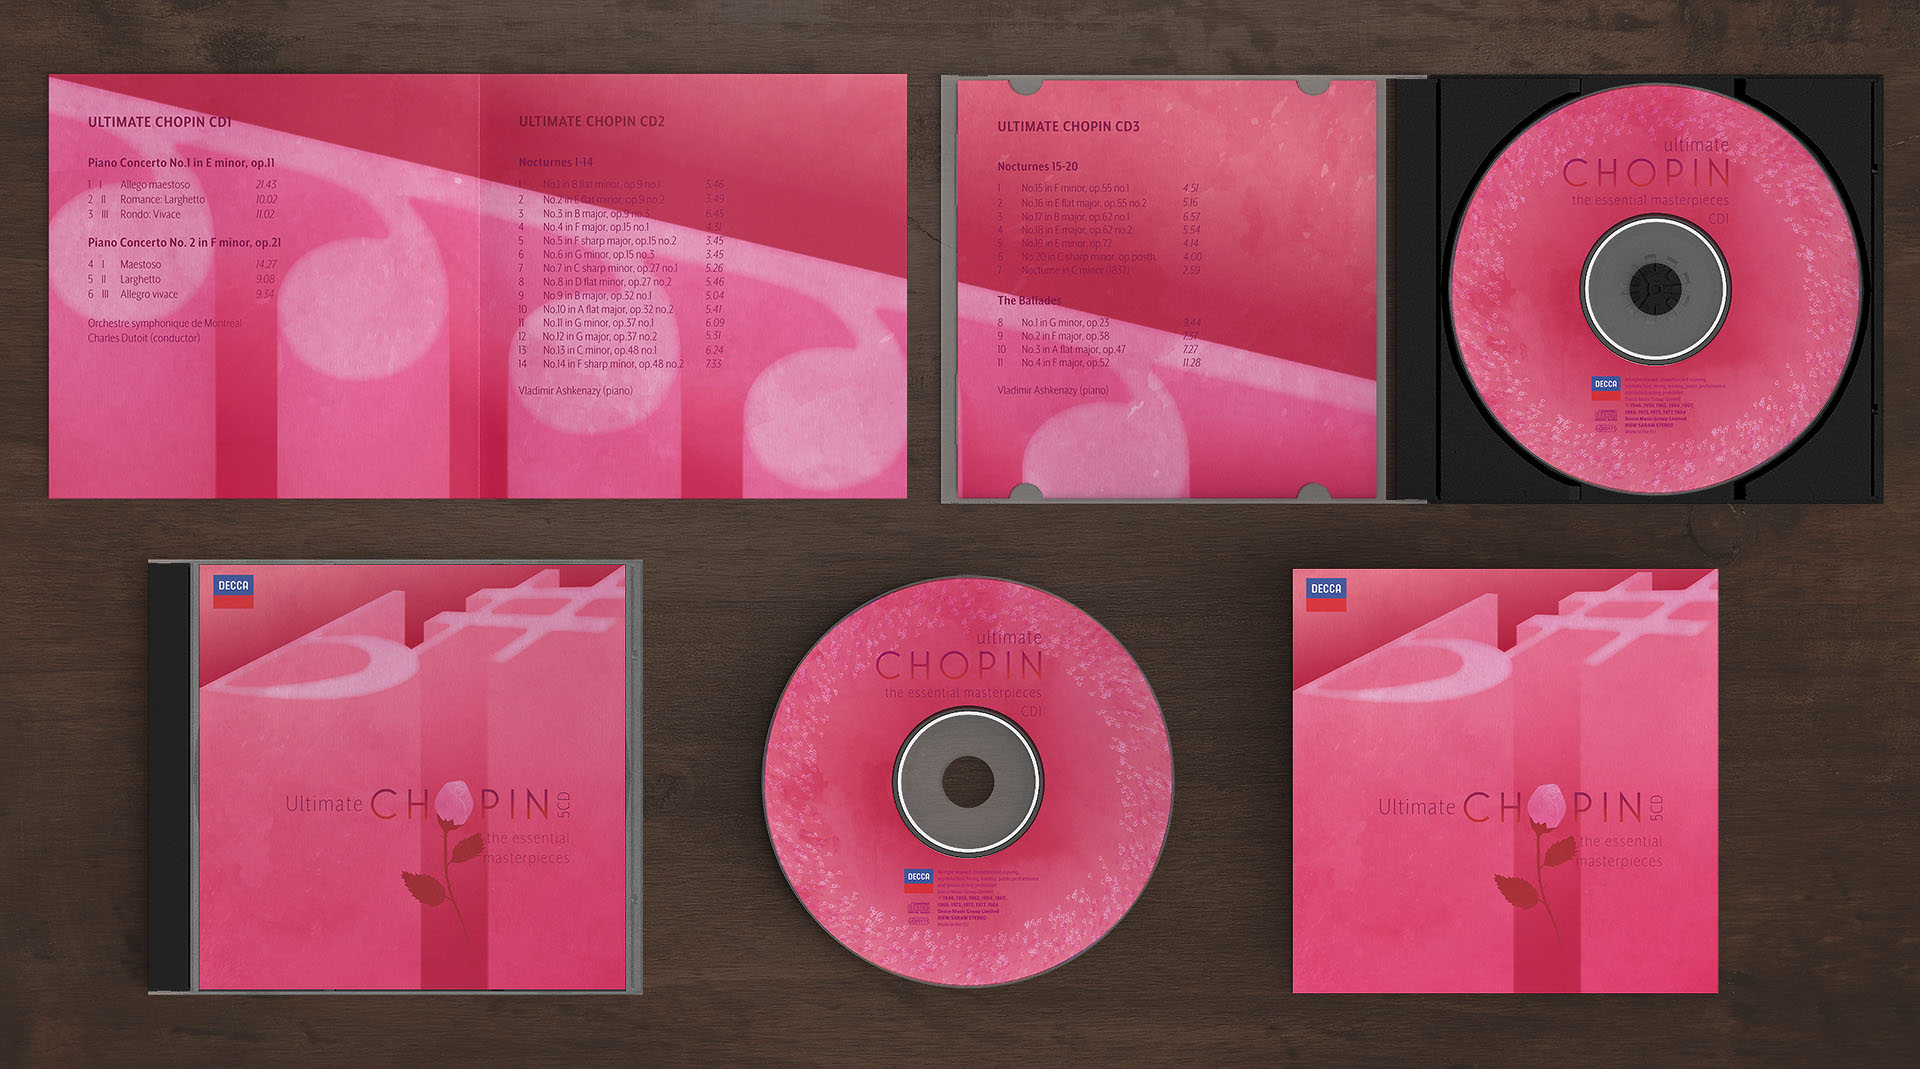 ULTIMATE CHOPIN CD1
Piano Concerto No.1 in E minor, op.11
1 I Allego maestoso 21.43
2 II Romance: Larghetto 10.02
3 III Rondo: Vivace 11.02
Piano Concerto No. 2 in F minor, op.21
4 I Maestoso 14.27
5 II Larghetto 9.08
6 III Allegro vivace 9.34
Orchestre symphonique de Montreal
Charles Dutoit (conductor)
ULTIMATE CHOPIN CD2
Nocturnes 1-14
1 No.1 in B flat minor, op.9 no.1 5.46
2 No.2 in E flat minor, op.9 no.2 3.49
3 No.3 in B major, op.9 no.3 6.45
4 No.4 in F major, op.15 no.1 4.31
5 No.5 in F sharp major, op.15 no.2 3.45
6 No.6 in G minor, op.15 no.3 3.45
7 No.7 in C sharp minor, op.27 no.1 5.26
8 No.8 in D flat minor, op.27 no.2 5.46
9 No.9 in B major, op.32 no.1 5.04
10 No.10 in A flat major, op.32 no.2 5.41
11 No.11 in G minor, op.37 no.1 6.09
12 No.12 in G major, op.37 no.2 5.31
13 No.13 in C minor, op.48 no.1 6.24
14 No.14 in F sharp minor, op.48 no.2 7.33
Vladimir Ashkenazy (piano)
ULTIMATE CHOPIN CD3
Nocturnes 15-20
1 No.15 in F minor, op.55 no.1 4.51
2 No.16 in E flat major, op.55 no.2 5.16
3 No.17 in B major, op.62 no.1 6.57
4 No.18 in E major, op.62 no.2 5.54
5 No.19 in E minor, op.72 4.14
6 No.20 in C sharp minor, op.posth. 4.00
7 Nocturne in C minor (1837) 2.59
The Ballades
8 No.1 in G minor, op.23 9.44
9 No.2 in F major, op.38 7.37
10 No.3 in A flat major, op.47 7.27
11 No.4 in F major, op.52 11.28
Vladimir Ashkenazy (piano)
ultimate
CHOPIN
the essential masterpieces
CD1
DECCA
Decca Music Group Limited
Made in the EU
DECCA
Ultimate CHOPIN 5CD
the essential
masterpieces
ultimate
CHOPIN
the essential masterpieces
CD1
DECCA
Decca Music Group Limited
Made in the EU
DECCA
Ultimate CHOPIN 5CD
the essential
masterpieces